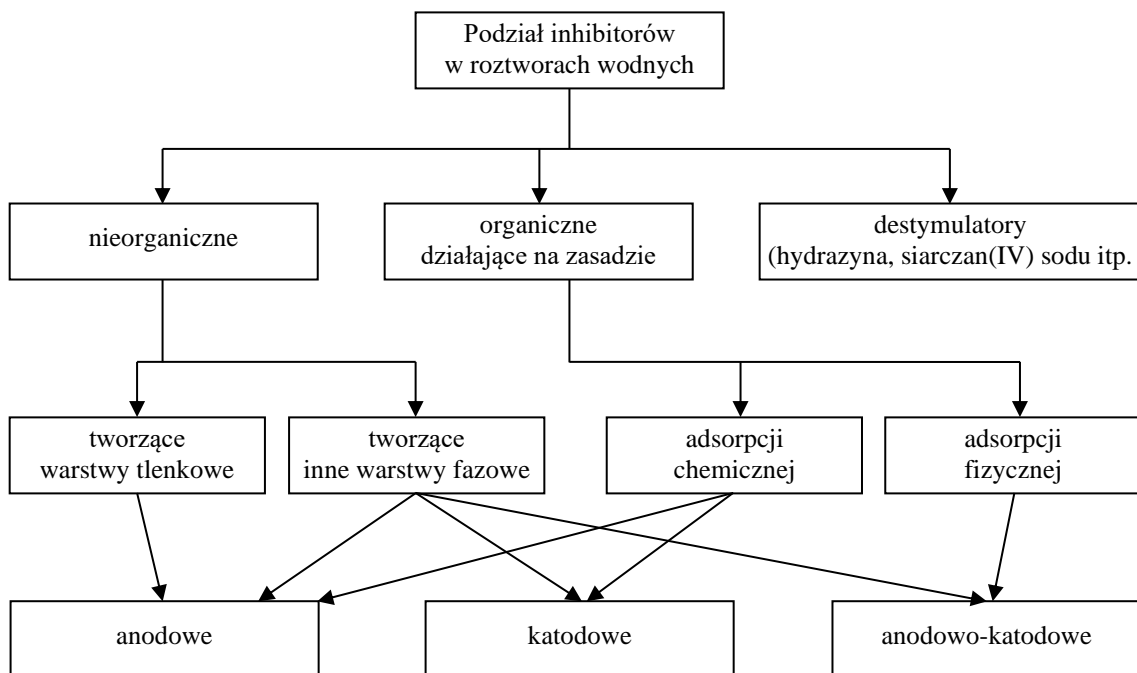 Podział inhibitorów
w roztworach wodnych
nieorganiczne
organiczne
działające na zasadzie
destymulatory
(hydrazyna, siarczan(IV) sodu itp.
tworzące
warstwy tlenkowe
tworzące
inne warstwy fazowe
adsorpcji
chemicznej
adsorpcji
fizycznej
anodowe
katodowe
anodowo-katodowe